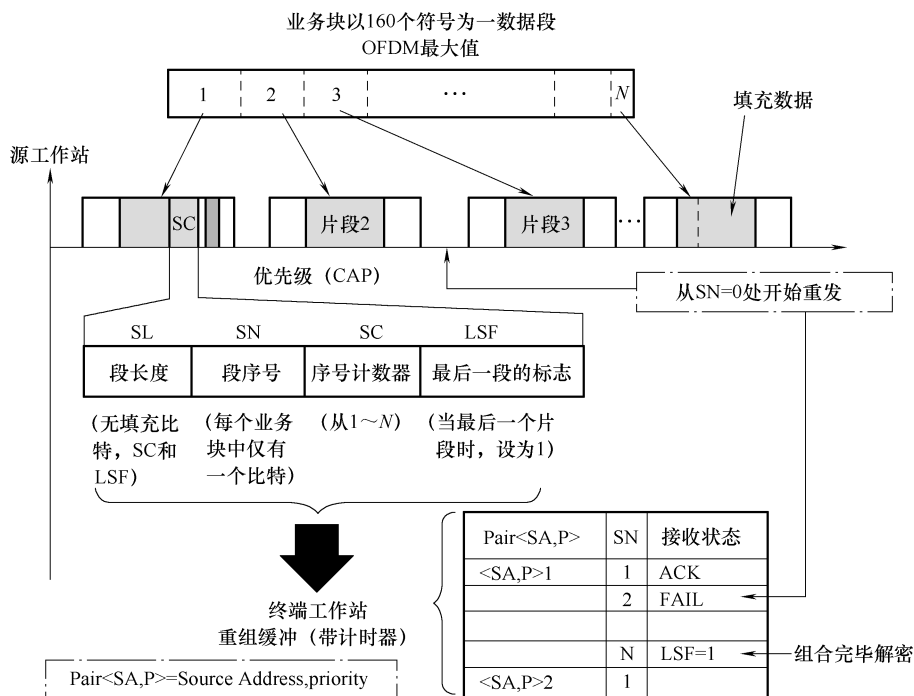 业务块以160个符号为一数据段
OFDM最大值
1
2
3
…
N
填充数据
源工作站
SC
片段2
片段3
…
优先级（CAP）
从SN=0处开始重发
SL
SN
SC
LSF
段长度
段序号
序号计数器
最后一段的标志
(无填充比
特，SC和
LSF)
(每个业务
块中仅有
一个比特)
(从1～N)
(当最后一个片
段时，设为1)
终端工作站
重组缓冲（带计时器）
Pair<SA,P> SN 接收状态
<SA,P>1 1 ACK
2 FAIL
N LSF=1
<SA,P>2 1
组合完毕解密
Pair<SA,P>=Source Address,priority